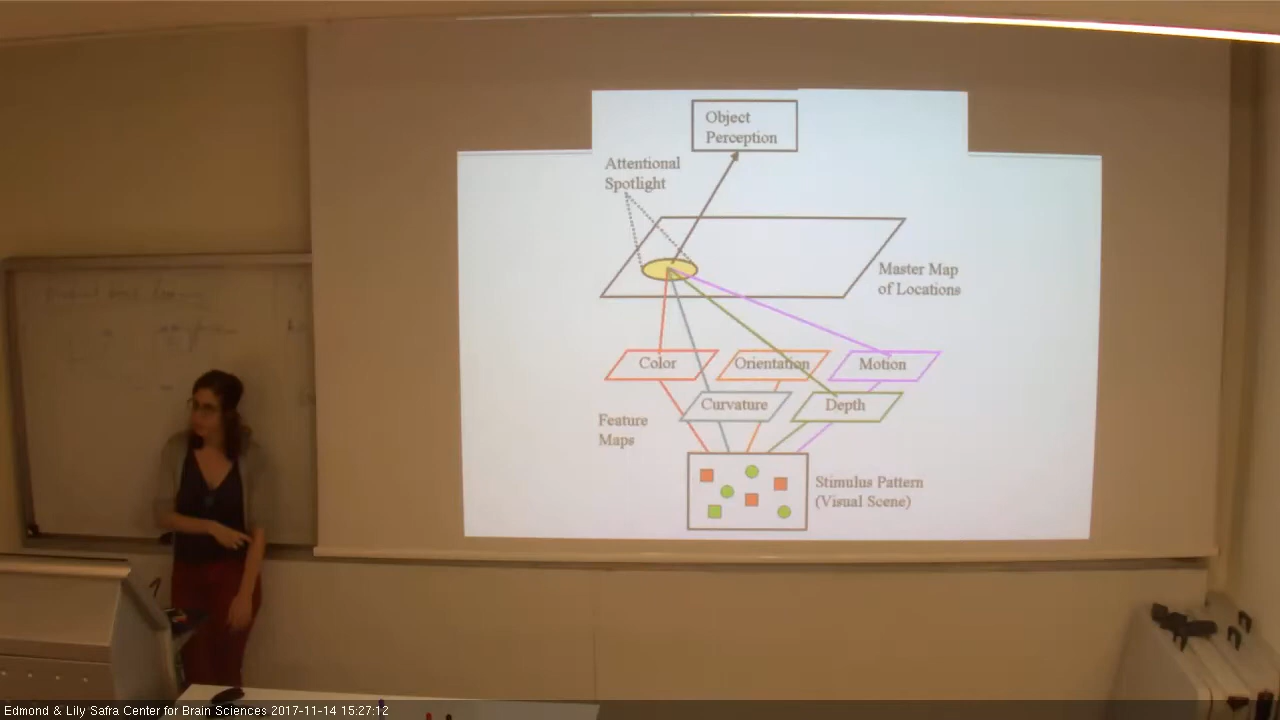 Object
Perception
Attentional
Spotlight
Master Map
of Locations
Color
Orientation
Motion
Curvature
Depth
Feature
Maps
Stimulus Pattern
(Visual Scene)
Edmond & Lily Safra Center for Brain Sciences 2017-11-14 15:27:12